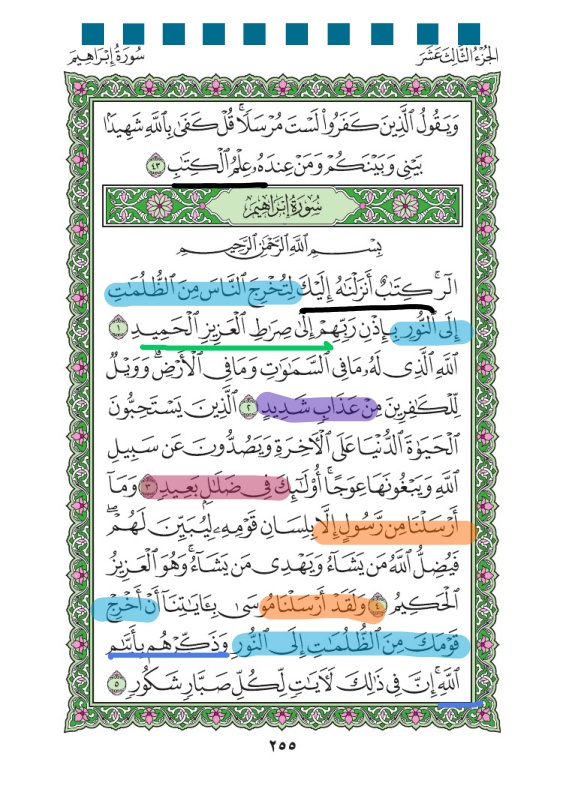 الجُزْءُ الثَّالِثَ عَشَرَ
سُورَةُ إِبْرَاهِيمَ
وَيَقُولُ ٱلَّذِينَ كَفَرُواْ لَسْتَ مُرْسَلًاۚ قُلْ كَفَىٰ بِٱللَّهِ شَهِيدًۢا
بَيْنِي وَبَيْنَكُمْ وَمَنْ عِندَهُۥ عِلْمُ ٱلْكِتَٰبِ ٤٣
سُورَةُ إِبْرَاهِيمَ
بِسْمِ ٱللَّهِ ٱلرَّحْمَٰنِ ٱلرَّحِيمِ
الٓرۚ كِتَٰبٌ أَنزَلْنَٰهُ إِلَيْكَ لِتُخْرِجَ ٱلنَّاسَ مِنَ ٱلظُّلُمَٰتِ
إِلَى ٱلنُّورِ بِإِذْنِ رَبِّهِمْ إِلَىٰ صِرَٰطِ ٱلْعَزِيزِ ٱلْحَمِيدِ ١
ٱللَّهِ ٱلَّذِي لَهُۥ مَا فِي ٱلسَّمَٰوَٰتِ وَمَا فِي ٱلْأَرْضِۗ وَوَيْلٌ
لِّلْكَٰفِرِينَ مِنْ عَذَابٍ شَدِيدٍ ٢ ٱلَّذِينَ يَسْتَحِبُّونَ
ٱلْحَيَوٰةَ ٱلدُّنْيَا عَلَى ٱلْأٓخِرَةِ وَيَصُدُّونَ عَن سَبِيلِ
ٱللَّهِ وَيَبْغُونَهَا عِوَجًاۚ أُوْلَٰٓئِكَ فِي ضَلَٰلِۭ بَعِيدٍ ٣ وَمَآ
أَرْسَلْنَا مِن رَّسُولٍ إِلَّا بِلِسَانِ قَوْمِهِۦ لِيُبَيِّنَ لَهُمْۖ
فَيُضِلُّ ٱللَّهُ مَن يَشَآءُ وَيَهْدِي مَن يَشَآءُۚ وَهُوَ ٱلْعَزِيزُ
ٱلْحَكِيمُ ٤ وَلَقَدْ أَرْسَلْنَا مُوسَىٰ بِـَٔايَٰتِنَآ أَنْ أَخْرِجْ
قَوْمَكَ مِنَ ٱلظُّلُمَٰتِ إِلَى ٱلنُّورِ وَذَكِّرْهُم بِأَيَّىٰمِ
ٱللَّهِۚ إِنَّ فِي ذَٰلِكَ لَأٓيَٰتٍ لِّكُلِّ صَبَّارٍ شَكُورٍ ٥
٢٥٥